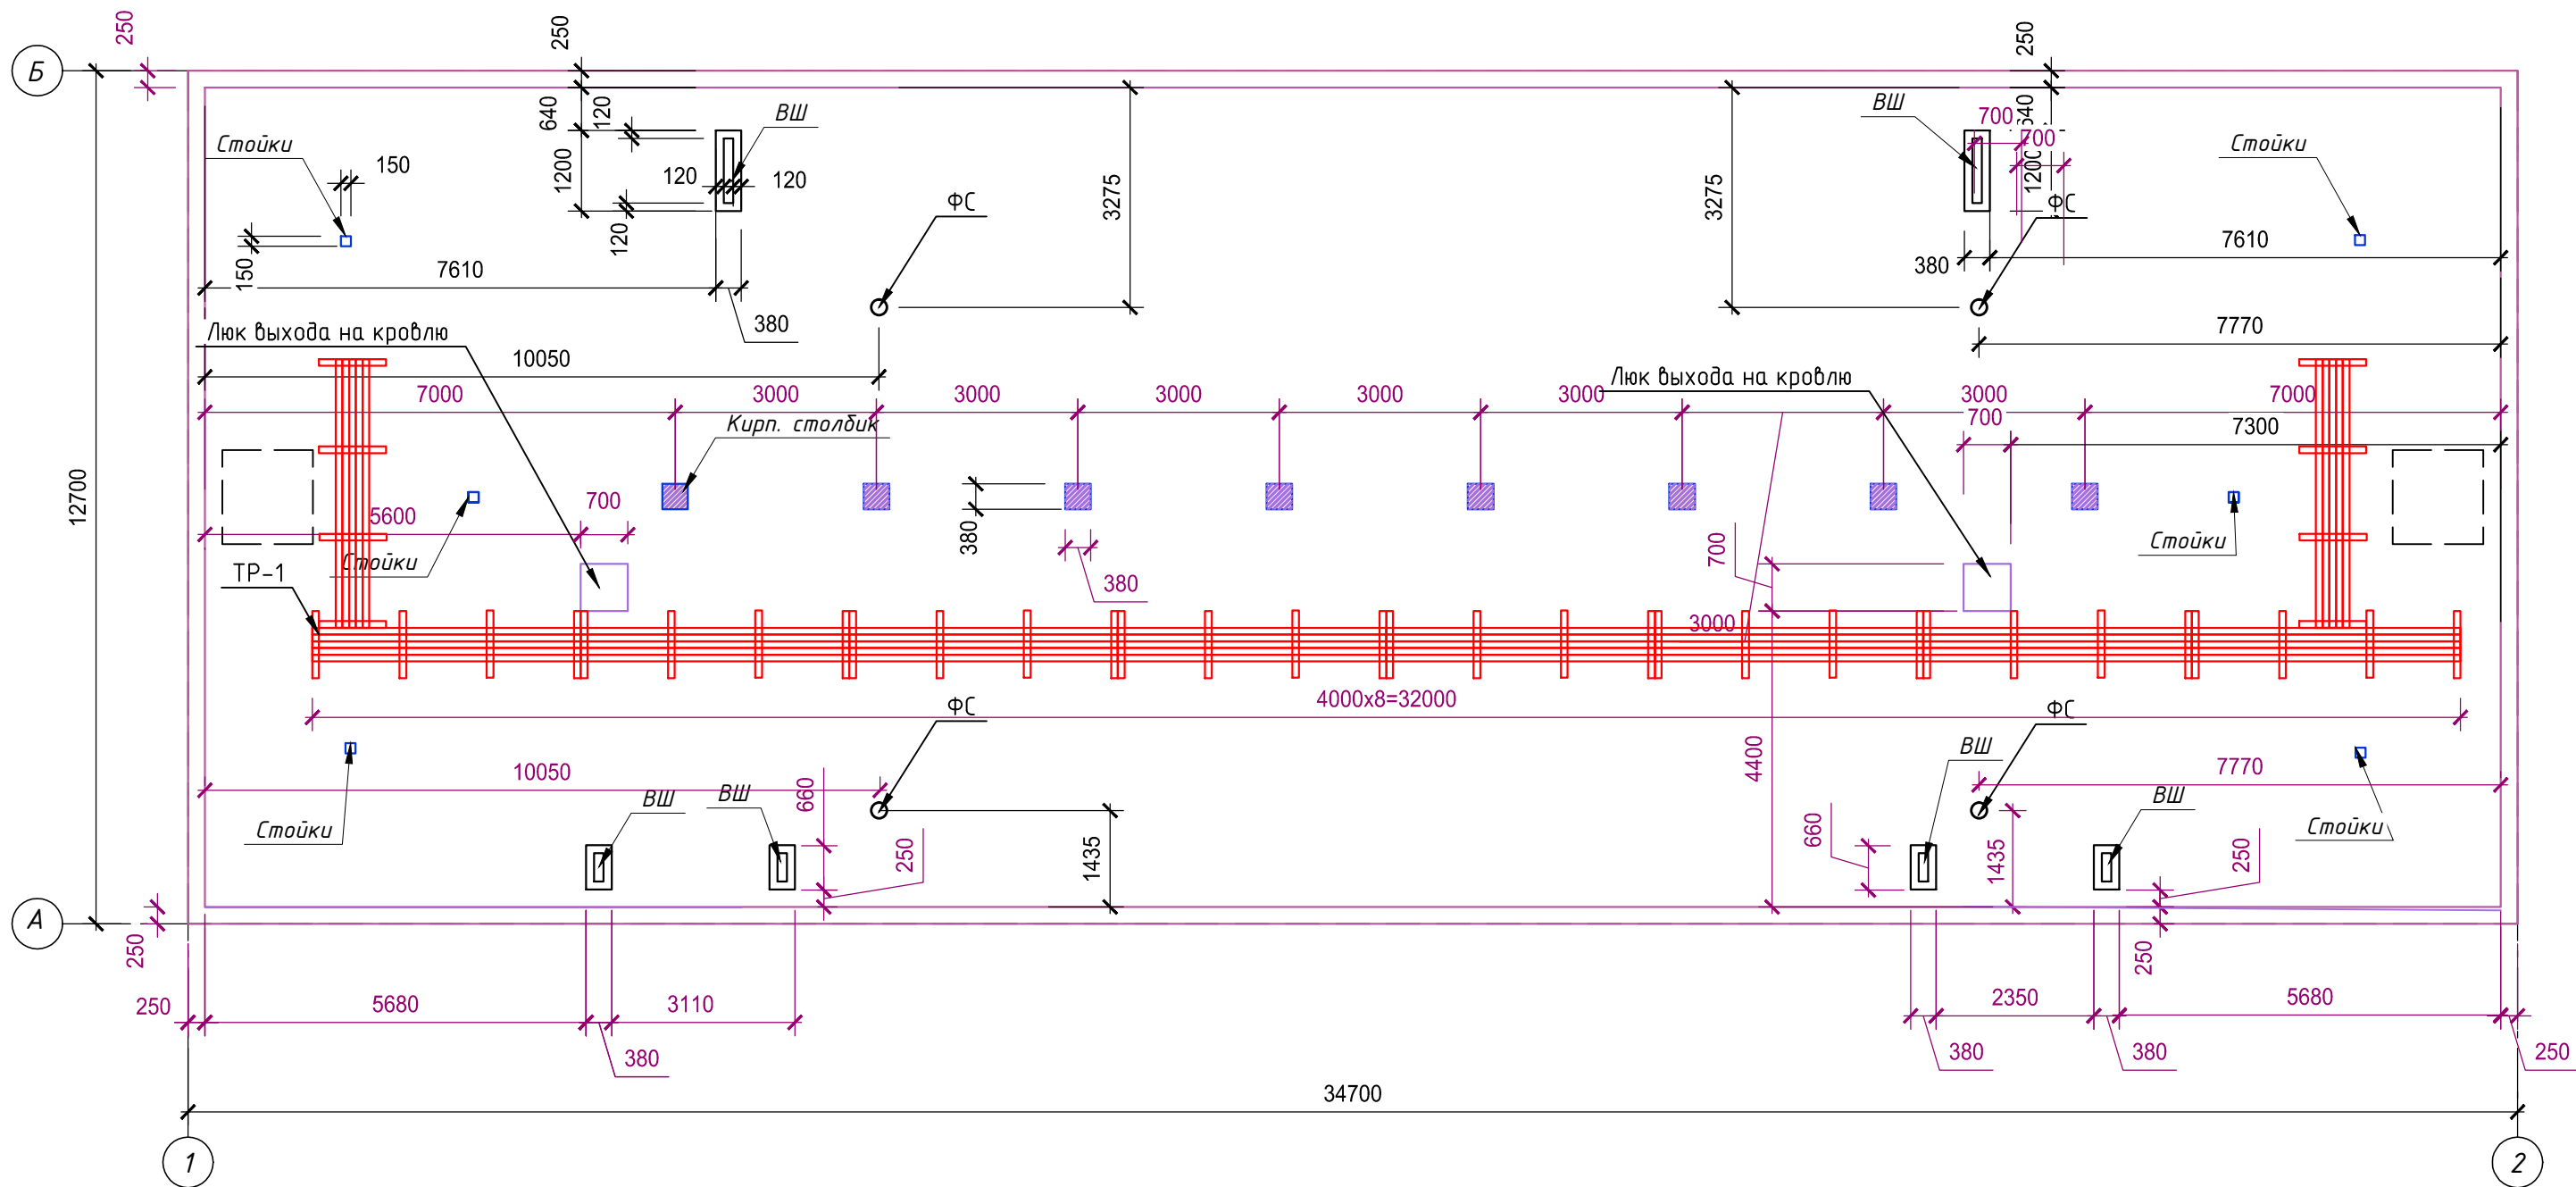 250
250
250
Б
640
120
ВШ
ВШ
700
640
700
Стойки
Стойки
150
1200
120
120
1200
3275
3275
ФС
ФС
120
150
7610
380
7610
380
Люк выхода на кровлю
7770
10050
Люк выхода на кровлю
7000
3000
3000
3000
3000
3000
3000
7000
700
7300
Кирп. столбик
12700
5600
700
380
Стойки
Стойки
ТР-1
380
700
3000
4000х8=32000
ФС
ФС
ВШ
4400
10050
7770
660
ВШ
ВШ
ВШ
Стойки
Стойки
250
1435
660
1435
250
А
250
250
250
5680
3110
2350
5680
380
380
380
250
34700
1
2